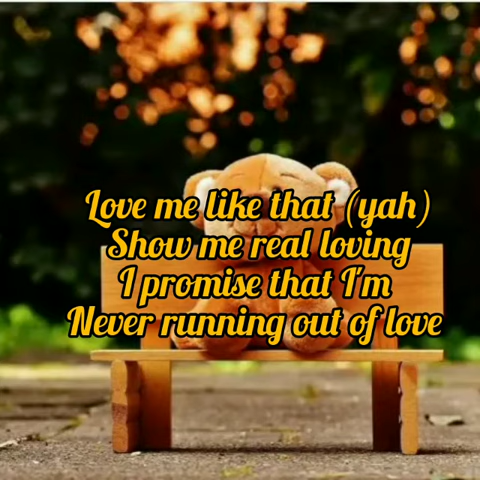 Love me like that (yah)
Show me real loving
I promise that I'm
Never running out of love